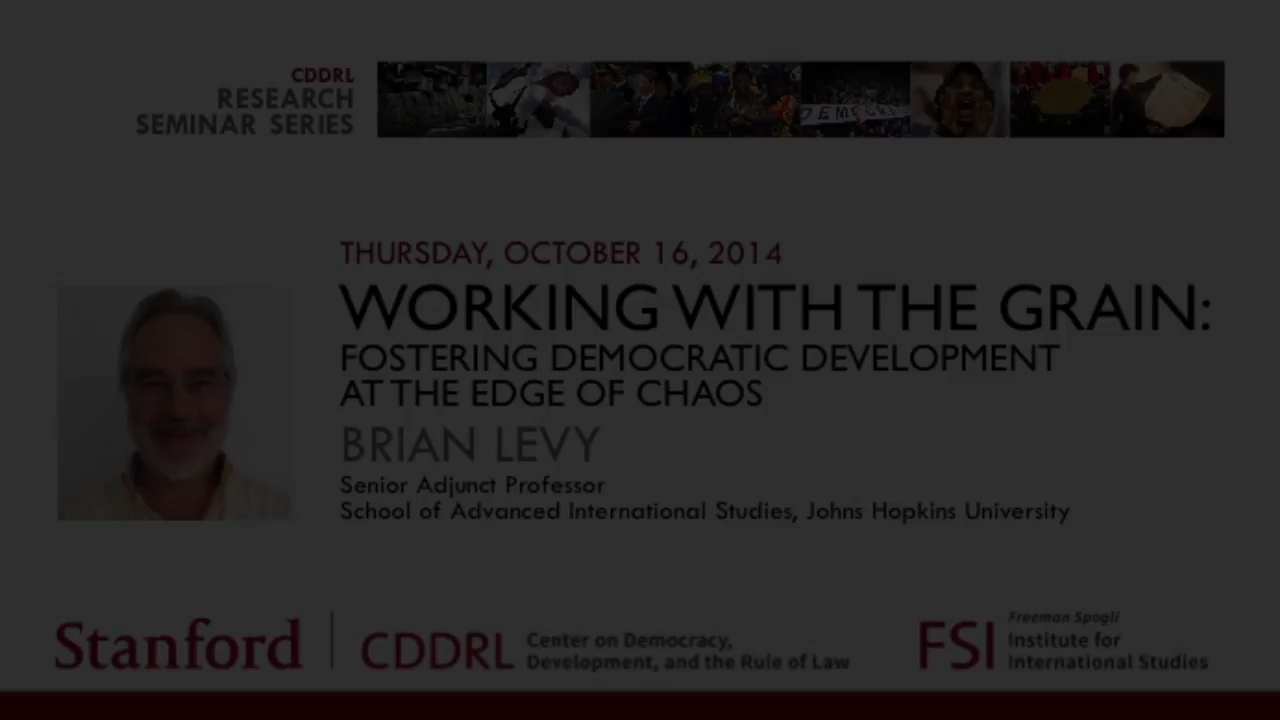 CDDRL
RESEARCH
SEMINAR SERIES
DEMOCRA
THURSDAY, OCTOBER 16, 2014
WORKING WITH THE GRAIN:
FOSTERING DEMOCRATIC DEVELOPMENT
AT THE EDGE OF CHAOS
BRIAN LEVY
Senior Adjunct Professor
School of Advanced International Studies, Johns Hopkins University
Stanford
CDDRL
Center on Democracy,
Development, and the Rule of Law
FSI
Freeman Spogli
Institute for
International Studies